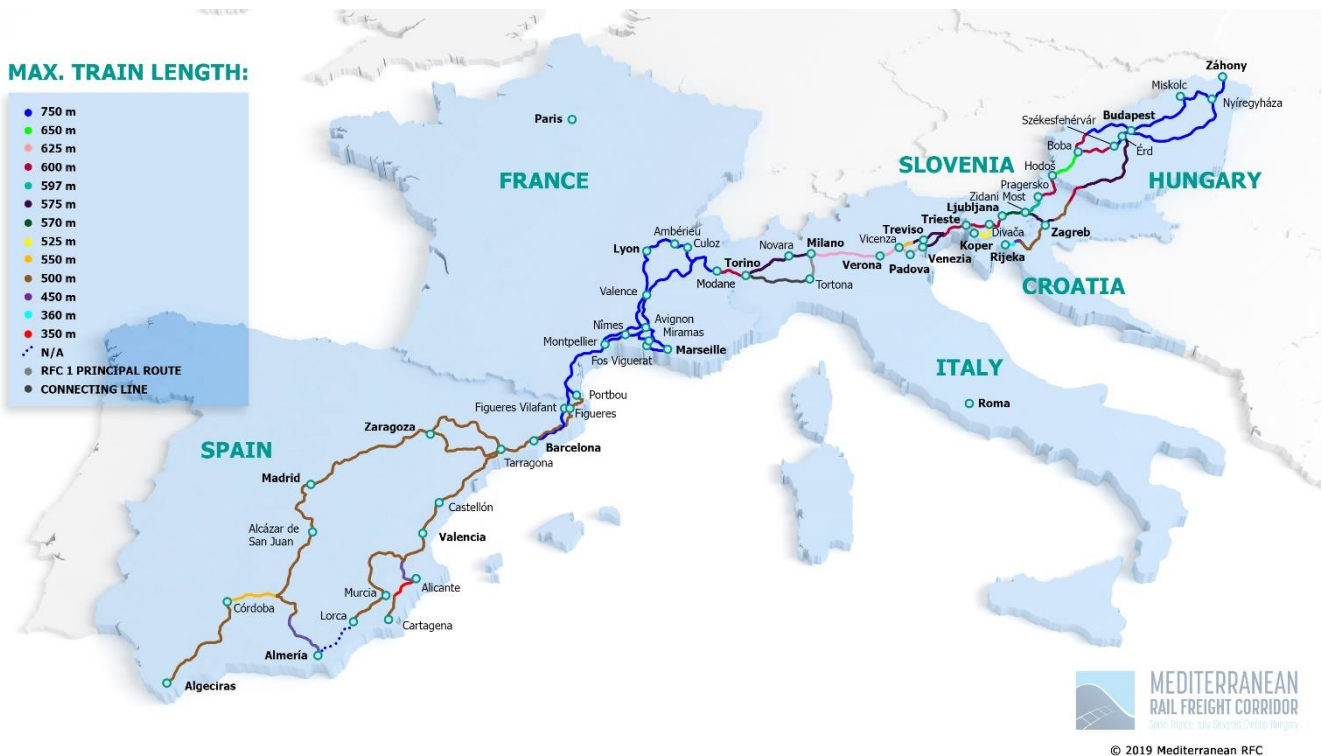 MAX. TRAIN LENGTH:
750 m
650 m
625 m
600 m
597 m
575 m
570 m
525 m
550 m
500 m
450 m
360 m
350 m
N/A
RFC 1 PRINCIPAL ROUTE
CONNECTING LINE
Paris
FRANCE
Lyon
Ambérieu
Culoz
Valence
Modane
Nîmes
Avignon
Miramas
Montpellier
Fos Viguerat
Marseille
Portbou
Figueres Vilafant
Figueres
Barcelona
Tarragona
Zaragoza
SPAIN
Madrid
Alcázar de
San Juan
Castellón
Valencia
Alicante
Murcia
Lorca
Cartagena
Córdoba
Almería
Algeciras
Torino
Novara
Milano
Tortona
Verona
Vicenza
Padova
Treviso
Venezia
Trieste
ITALY
Roma
SLOVENIA
Koper
Divača
Ljubljana
Zidani Most
Pragersko
Hodoš
Rijeka
Zagreb
CROATIA
HUNGARY
Boba
Székesfehérvár
Budapest
Érd
Miskolc
Nyíregyháza
Záhony
MEDITERRANEAN
RAIL FREIGHT CORRIDOR
Spain France Italy Slovenia Croatia Hungary
© 2019 Mediterranean RFC